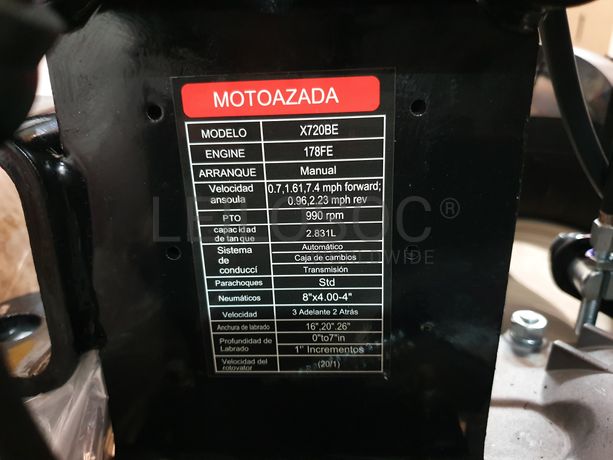 MOTOAZADA
MODELO X720BE
ENGINE 178FE
ARRANQUE Manual
Velocidad ansoula 0.7,1.61,7.4 mph forward;
0.96,2.23 mph rev
PTO 990 rpm
capacidad de tanque 2.831L
Sistema de conduccí Automático
Caja de cambios
Transmisión
Parachoques Std
Neumáticos 8"x4.00-4"
Velocidad 3 Adelante 2 Atrás
Anchura de labrado 16",20".26"
Profundidad de Labrado 0"to7"in
1" Incrementos
Velocidad del rotovator (20/1)